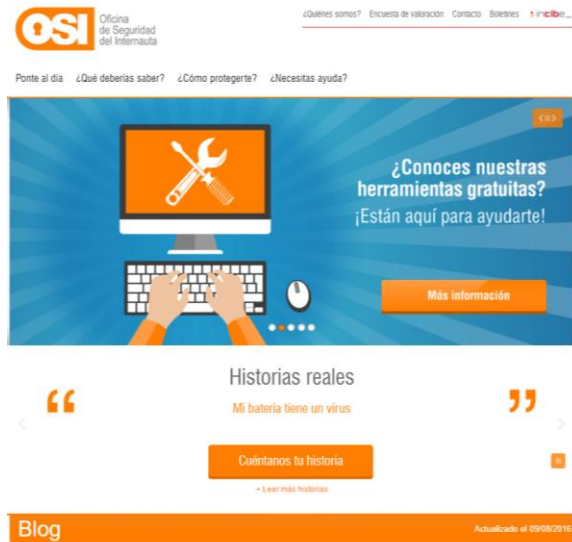 OSI
Oficina
de Seguridad
del Internauta
¿Quiénes somos? Encuesta de valoración Contacto Boletines incibe_
Ponte al día ¿Qué deberías saber? ¿Cómo protegerte? ¿Necesitas ayuda?
¿Conoces nuestras
herramientas gratuitas?
¡Están aquí para ayudarte!
Más información
Historias reales
“ Mi batería tiene un virus ”
Cuéntanos tu historia
+ Leer más historias
Blog Actualizado el 09/08/2016